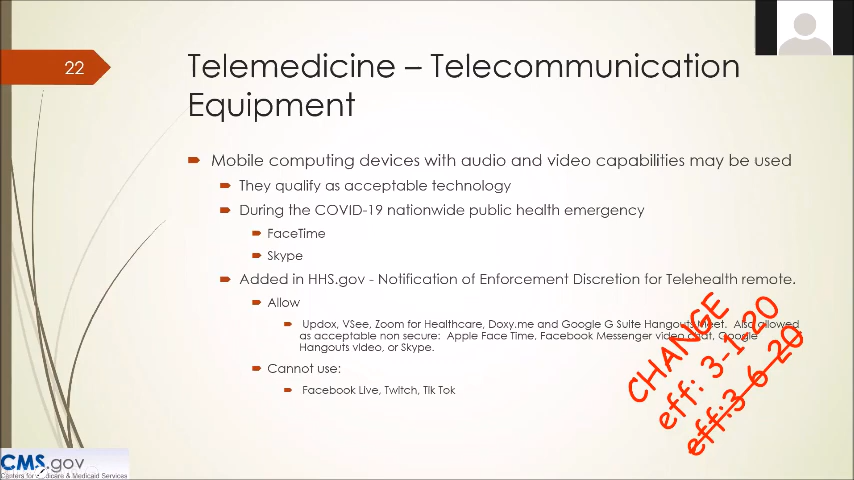 22
Telemedicine – Telecommunication
Equipment
Mobile computing devices with audio and video capabilities may be used
They qualify as acceptable technology
During the COVID-19 nationwide public health emergency
FaceTime
Skype
Added in HHS.gov - Notification of Enforcement Discretion for Telehealth remote.
Allow
Updox, VSee, Zoom for Healthcare, Doxy.me and Google G Suite Hangouts Meet. Also allowed
as acceptable non secure: Apple Face Time, Facebook Messenger video chat, Google
Hangouts video, or Skype.
Cannot use:
Facebook Live, Twitch, Tik Tok
CHANGE
eff: 3-1-20
eff:3-6-20
CMS.gov
Centers for Medicare & Medicaid Services